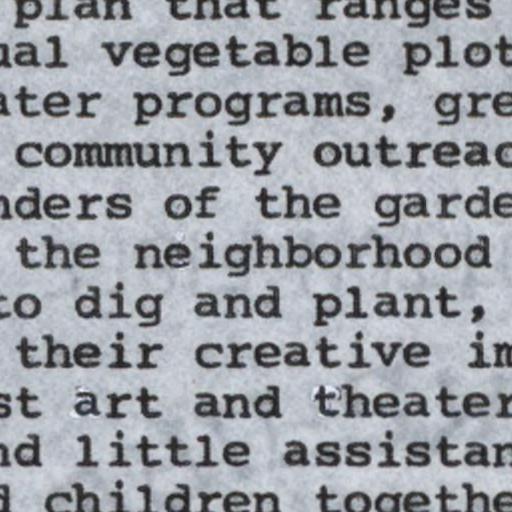 plan that ranges
ual vegetable plot
ater programs, gre
community outreac
nders of the garde
the neighborhood
to dig and plant,
their creative im
st art and theater
nd little assistan
d children togethe